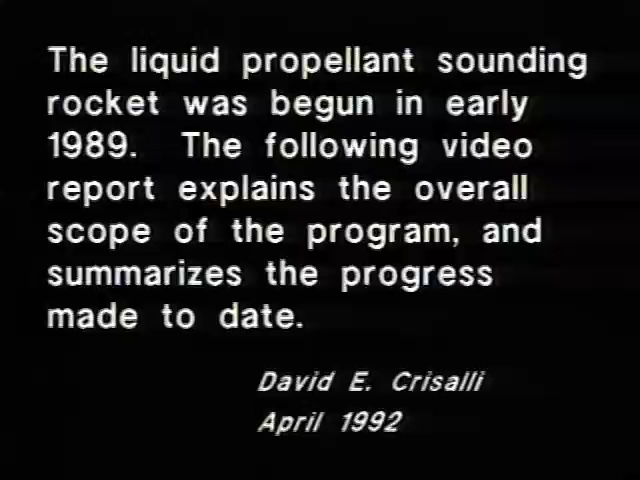 The liquid propellant sounding
rocket was begun in early
1989.  The following video
report explains the overall
scope of the program, and
summarizes the progress
made to date.
David E. Crisalli
April 1992